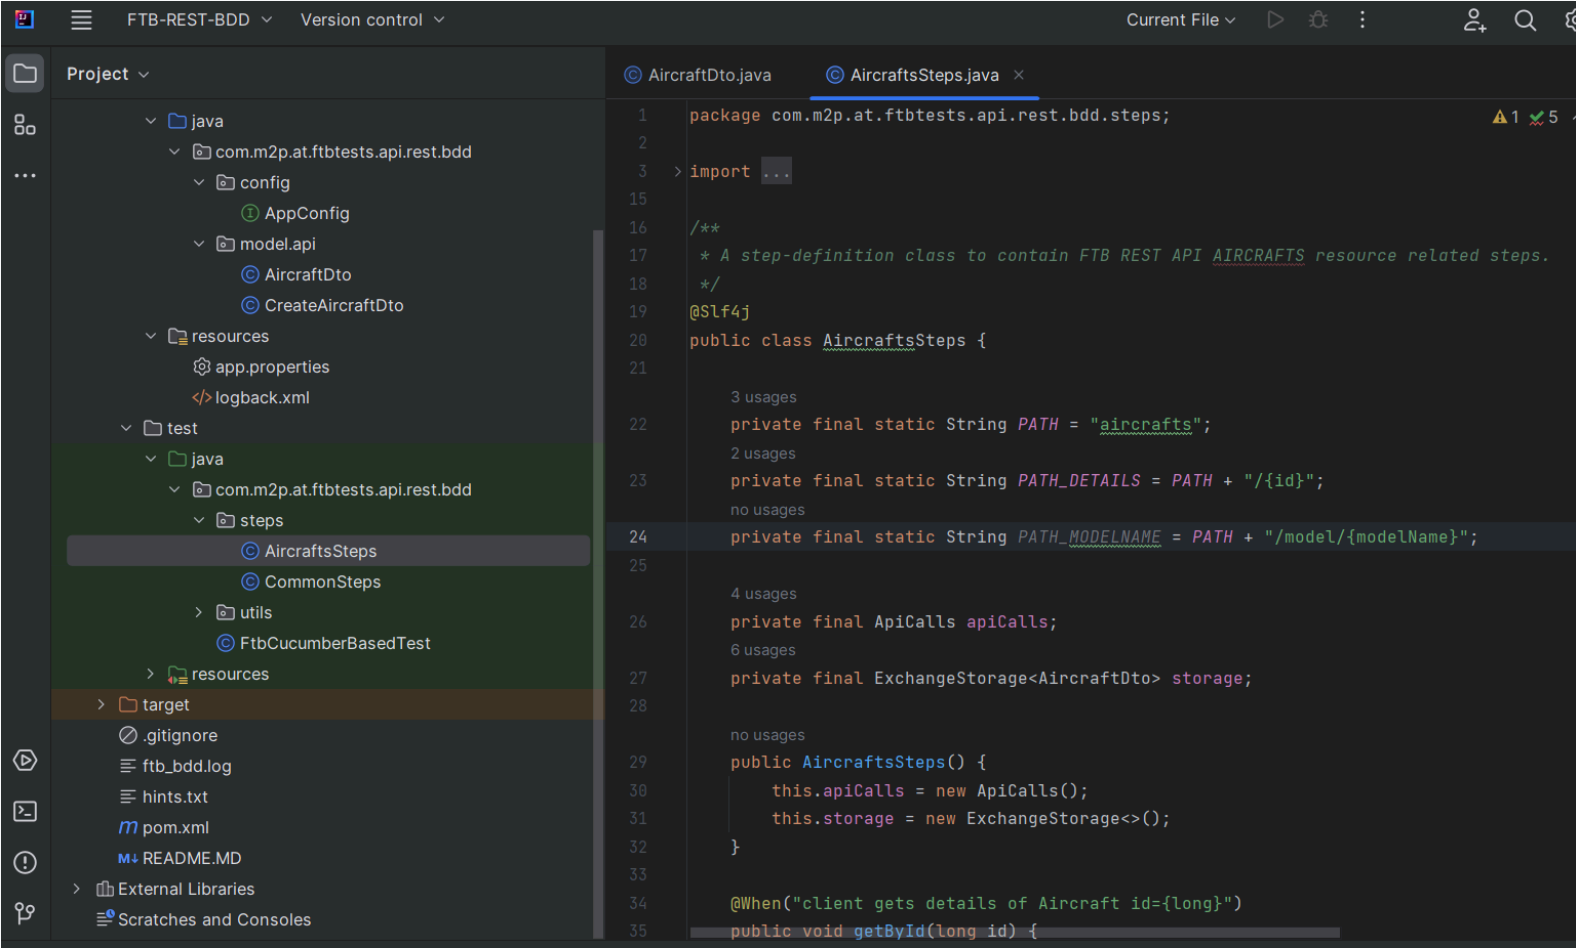 FTB-REST-BDD
Version control
Current File
Project
java
com.m2p.at.ftbtests.api.rest.bdd
config
AppConfig
model.api
AircraftDto
CreateAircraftDto
resources
app.properties
logback.xml
test
java
com.m2p.at.ftbtests.api.rest.bdd
steps
AircraftsSteps
CommonSteps
utils
FtbCucumberBasedTest
resources
target
.gitignore
ftb_bdd.log
hints.txt
m pom.xml
M↓ README.MD
External Libraries
Scratches and Consoles
AircraftDto.java
AircraftsSteps.java
1 package com.m2p.at.ftbtests.api.rest.bdd.steps;
1 5
2
3 import ...
15
16 /**
17 * A step-definition class to contain FTB REST API AIRCRAFTS resource related steps.
18 */
19 @Slf4j
20 public class AircraftsSteps {
21
3 usages
22 private final static String PATH = "aircrafts";
2 usages
23 private final static String PATH_DETAILS = PATH + "/{id}";
no usages
24 private final static String PATH_MODELNAME = PATH + "/model/{modelName}";
25
4 usages
26 private final ApiCalls apiCalls;
6 usages
27 private final ExchangeStorage<AircraftDto> storage;
28
no usages
29 public AircraftsSteps() {
30 this.apiCalls = new ApiCalls();
31 this.storage = new ExchangeStorage<>();
32 }
33
34 @When("client gets details of Aircraft id={long}")
35 public void getById(long id) {